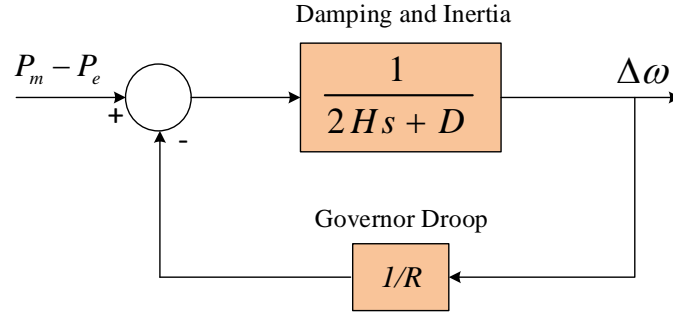 Damping and Inertia
P_m − P_e
+
-
1
2Hs + D
Δω
Governor Droop
1/R